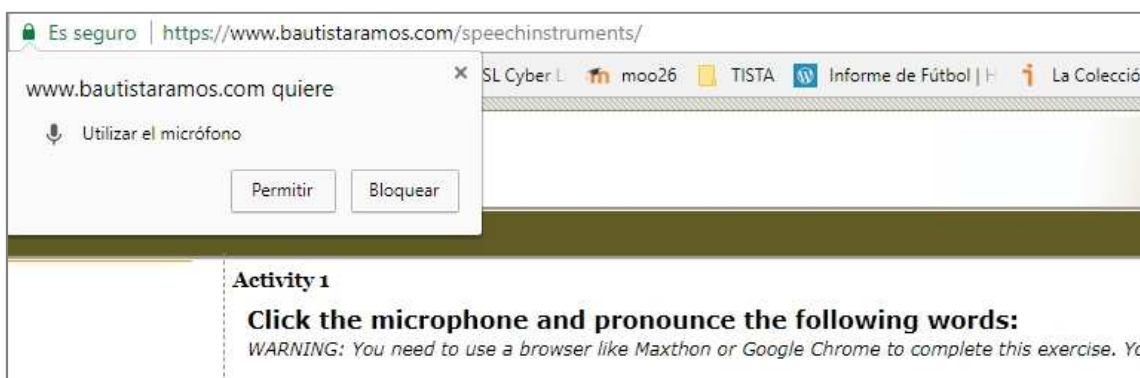 Es seguro | https://www.bautistaramos.com/speechinstruments/
www.bautistaramos.com quiere
Utilizar el micrófono
Permitir Bloquear
SL Cyber moo26 TISTA Informe de Fútbol | H La Colecció
Activity 1
Click the microphone and pronounce the following words:
WARNING: You need to use a browser like Maxthon or Google Chrome to complete this exercise. Yo